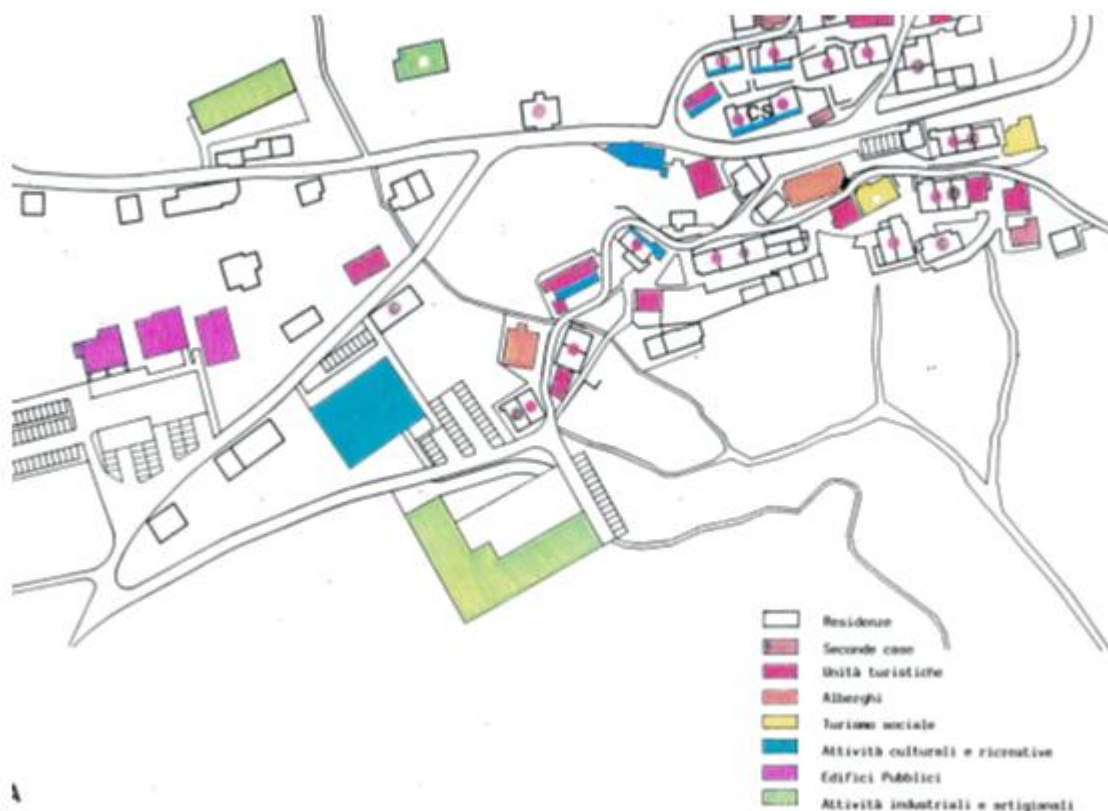 CS
Residenze
Seconde case
Unità turistiche
Alberghi
Turismo sociale
Attività culturali e ricreative
Edifici Pubblici
Attività industriali e artigianali
A